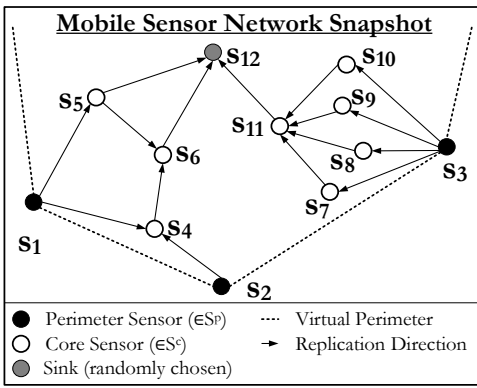 Mobile Sensor Network Snapshot
s12
s10
s5
s9
s11
s6
s8
s3
s7
s4
s1
s2
Perimeter Sensor (∈Sᵖ)
Virtual Perimeter
Core Sensor (∈Sᶜ)
Replication Direction
Sink (randomly chosen)